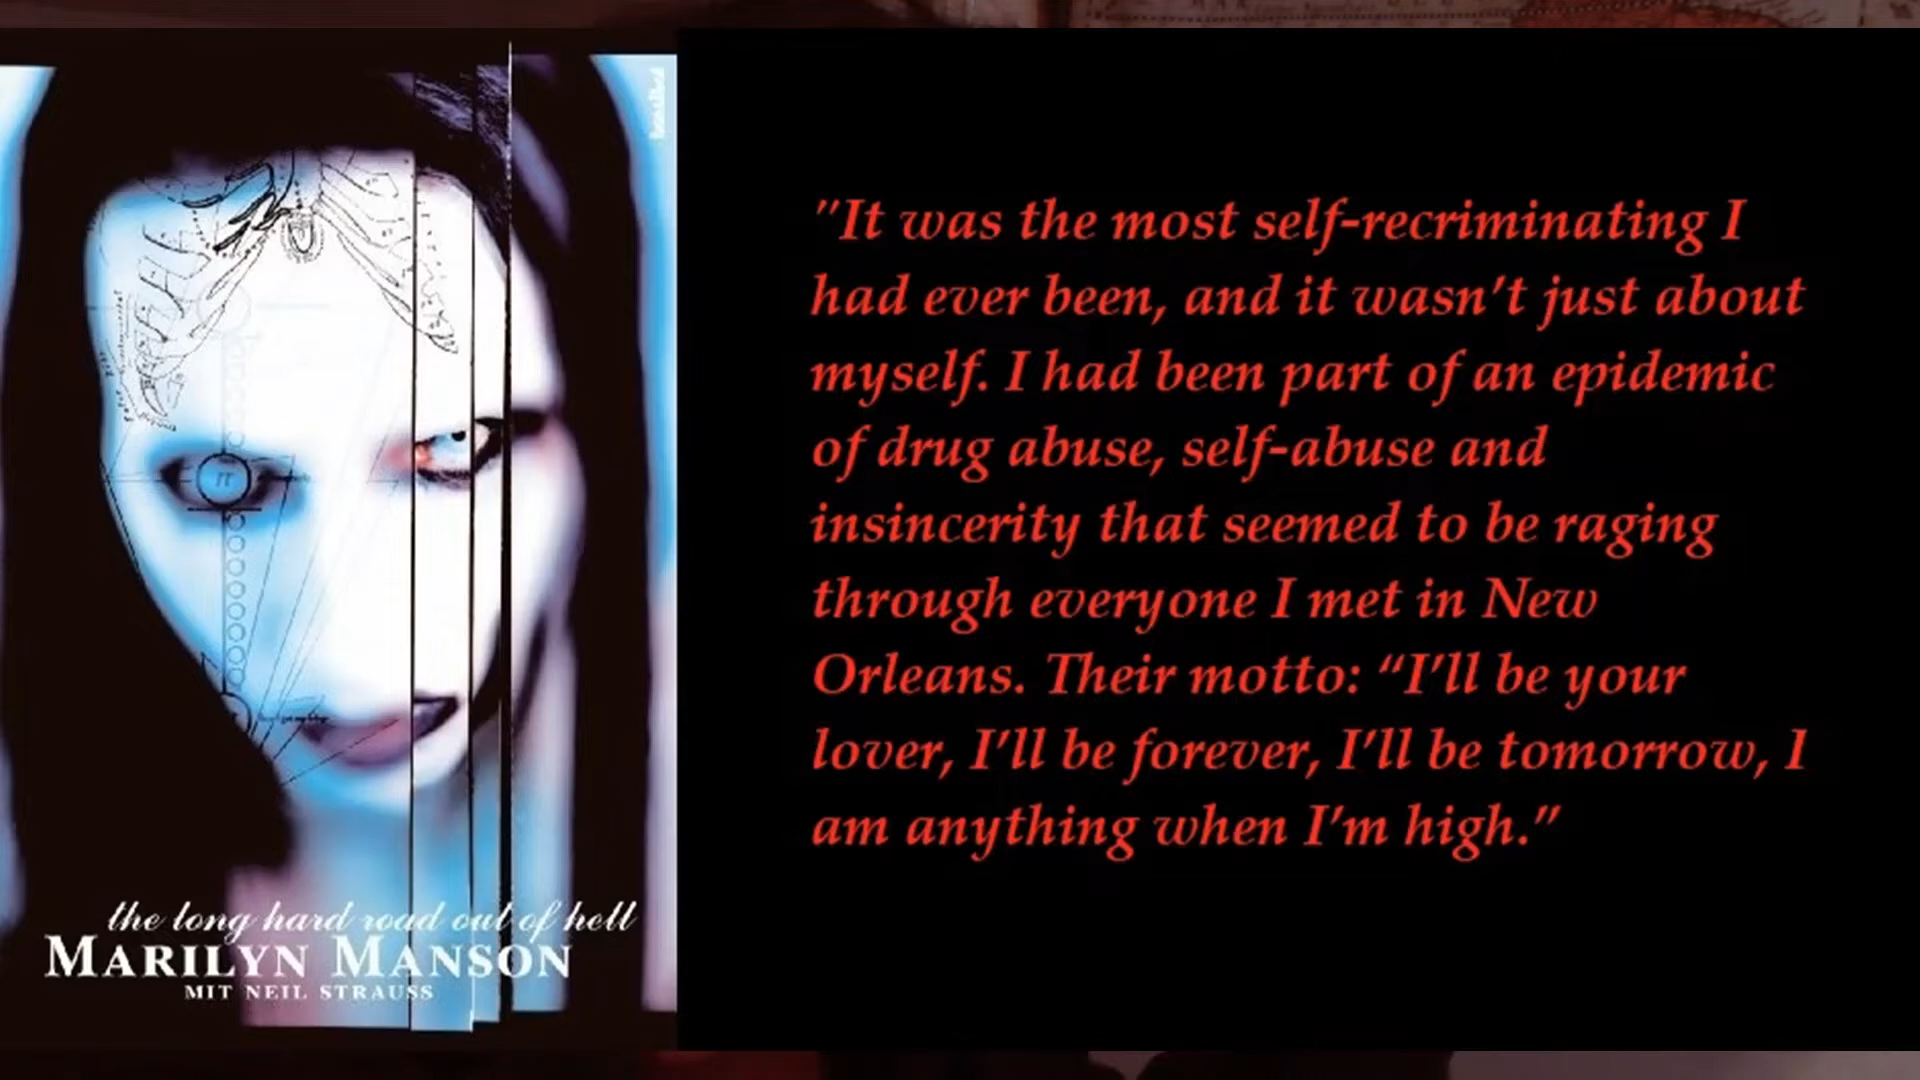 the long hard road out of hell
MARILYN MANSON
MIT NEIL STRAUSS
"It was the most self-recriminating I
had ever been, and it wasn’t just about
myself. I had been part of an epidemic
of drug abuse, self-abuse and
insincerity that seemed to be raging
through everyone I met in New
Orleans. Their motto: “I’ll be your
lover, I’ll be forever, I’ll be tomorrow, I
am anything when I’m high.”